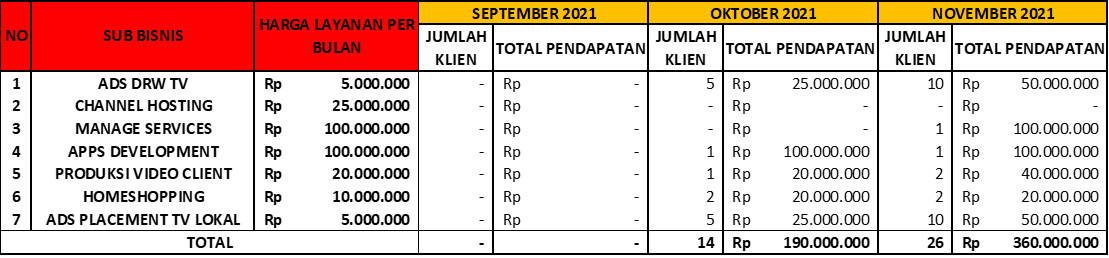 NO SUB BISNIS HARGA LAYANAN PER BULAN SEPTEMBER 2021 OKTOBER 2021 NOVEMBER 2021
JUMLAH KLIEN TOTAL PENDAPATAN JUMLAH KLIEN TOTAL PENDAPATAN JUMLAH KLIEN TOTAL PENDAPATAN
1 ADS DRW TV Rp 5.000.000 - Rp - 5 Rp 25.000.000 10 Rp 50.000.000
2 CHANNEL HOSTING Rp 25.000.000 - Rp - - Rp - - Rp -
3 MANAGE SERVICES Rp 100.000.000 - Rp - - Rp - 1 Rp 100.000.000
4 APPS DEVELOPMENT Rp 100.000.000 - Rp - 1 Rp 100.000.000 1 Rp 100.000.000
5 PRODUKSI VIDEO CLIENT Rp 20.000.000 - Rp - 1 Rp 20.000.000 2 Rp 40.000.000
6 HOMESHOPPING Rp 10.000.000 - Rp - 2 Rp 20.000.000 2 Rp 20.000.000
7 ADS PLACEMENT TV LOKAL Rp 5.000.000 - Rp - 5 Rp 25.000.000 10 Rp 50.000.000
TOTAL - - 14 Rp 190.000.000 26 Rp 360.000.000